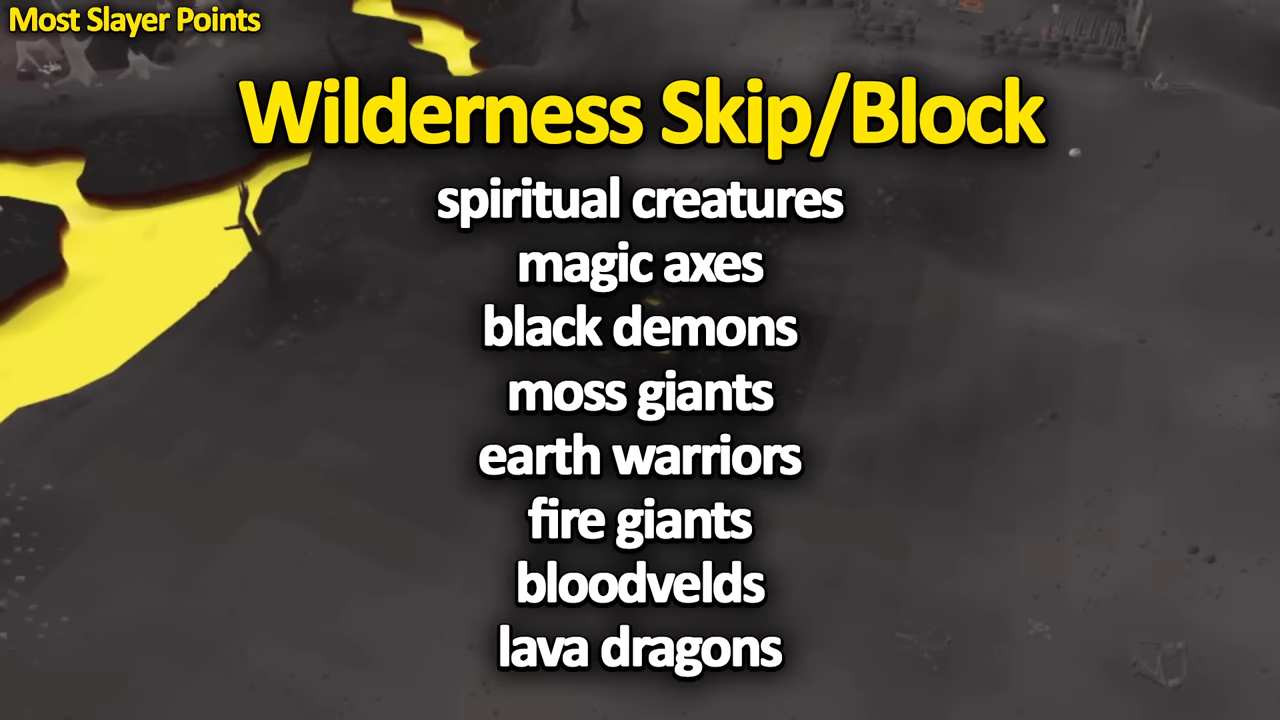 Most Slayer Points
Wilderness Skip/Block
spiritual creatures
magic axes
black demons
moss giants
earth warriors
fire giants
bloodvelds
lava dragons